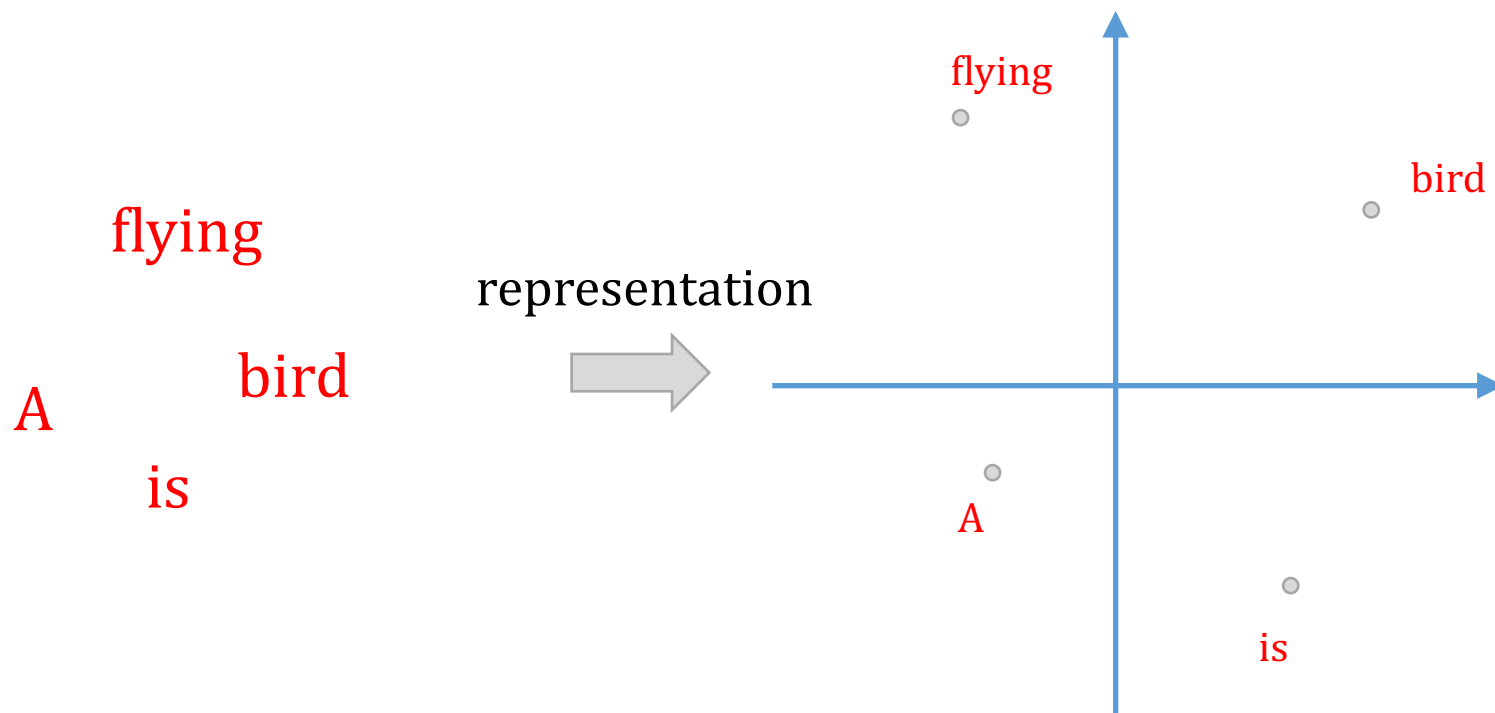 flying
bird
A
is
representation
flying
bird
A
is